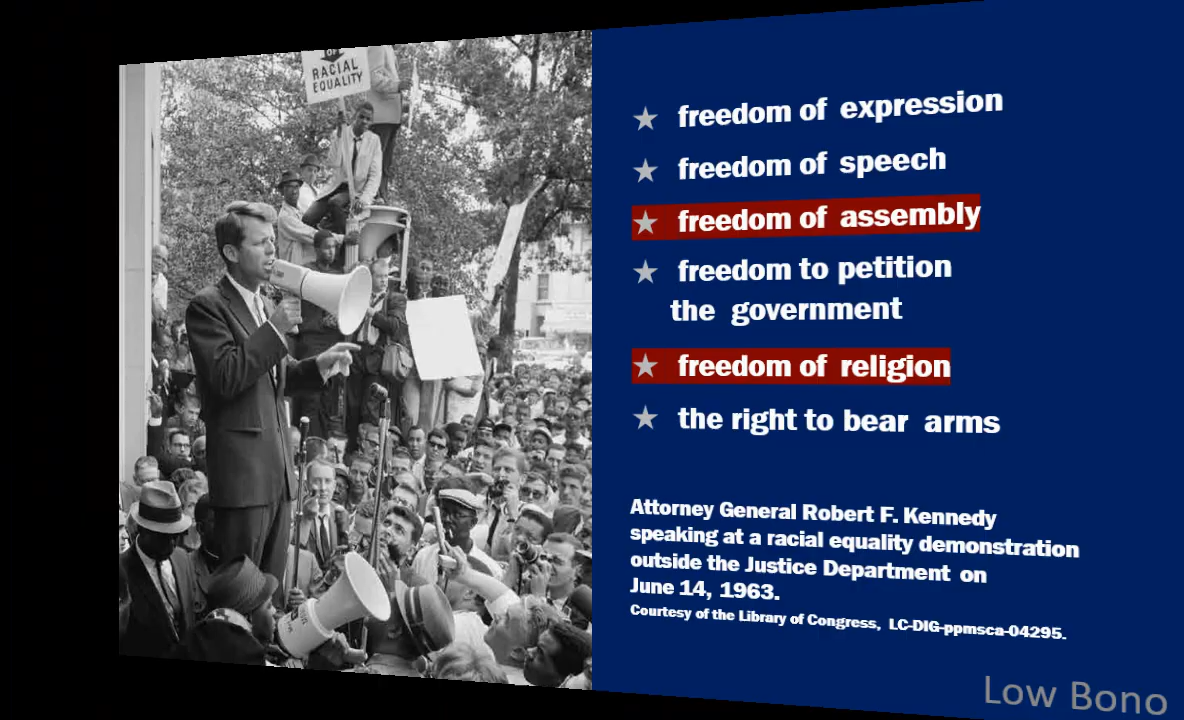 OF
RACIAL
EQUALITY
freedom of expression
freedom of speech
freedom of assembly
freedom to petition
the government
freedom of religion
the right to bear arms
Attorney General Robert F. Kennedy
speaking at a racial equality demonstration
outside the Justice Department on
June 14, 1963.
Courtesy of the Library of Congress, LC-DIG-ppmsca-04295.
Low Bono